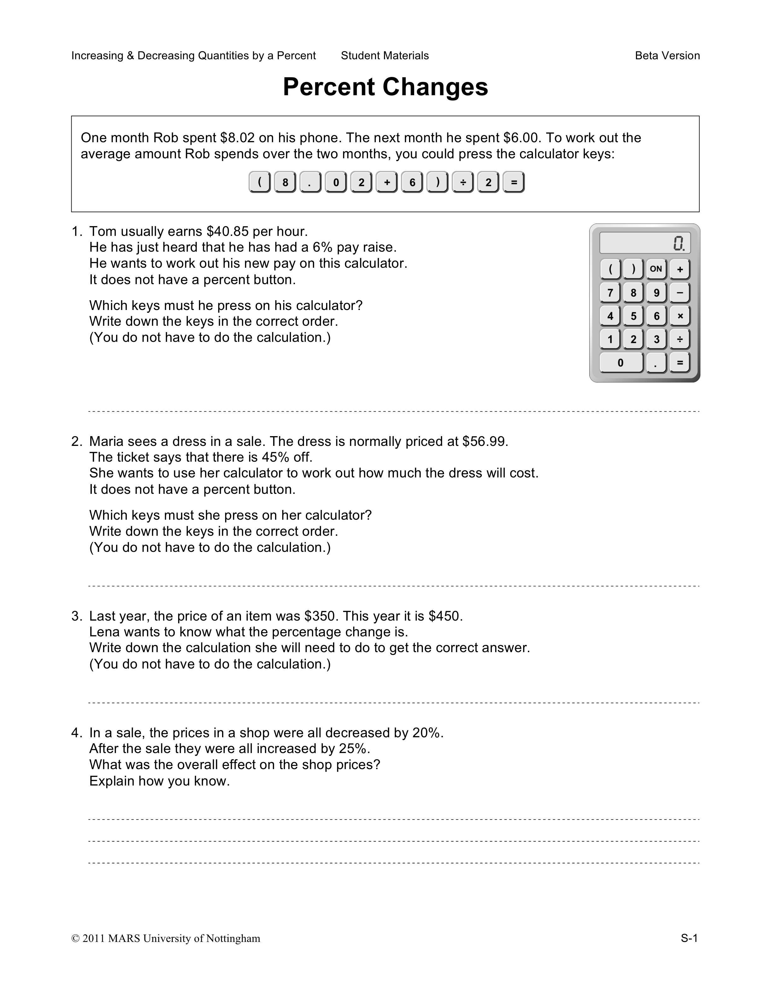 Increasing & Decreasing Quantities by a Percent Student Materials Beta Version
Percent Changes
One month Rob spent $8.02 on his phone. The next month he spent $6.00. To work out the
average amount Rob spends over the two months, you could press the calculator keys:
( 8 . 0 2 + 6 ) ÷ 2 =
1. Tom usually earns $40.85 per hour.
He has just heard that he has had a 6% pay raise.
He wants to work out his new pay on this calculator.
It does not have a percent button.
Which keys must he press on his calculator?
Write down the keys in the correct order.
(You do not have to do the calculation.)
0.
( ) ON +
7 8 9 –
4 5 6 ×
1 2 3 ÷
0 . =
2. Maria sees a dress in a sale. The dress is normally priced at $56.99.
The ticket says that there is 45% off.
She wants to use her calculator to work out how much the dress will cost.
It does not have a percent button.
Which keys must she press on her calculator?
Write down the keys in the correct order.
(You do not have to do the calculation.)
3. Last year, the price of an item was $350. This year it is $450.
Lena wants to know what the percentage change is.
Write down the calculation she will need to do to get the correct answer.
(You do not have to do the calculation.)
4. In a sale, the prices in a shop were all decreased by 20%.
After the sale they were all increased by 25%.
What was the overall effect on the shop prices?
Explain how you know.
© 2011 MARS University of Nottingham S-1